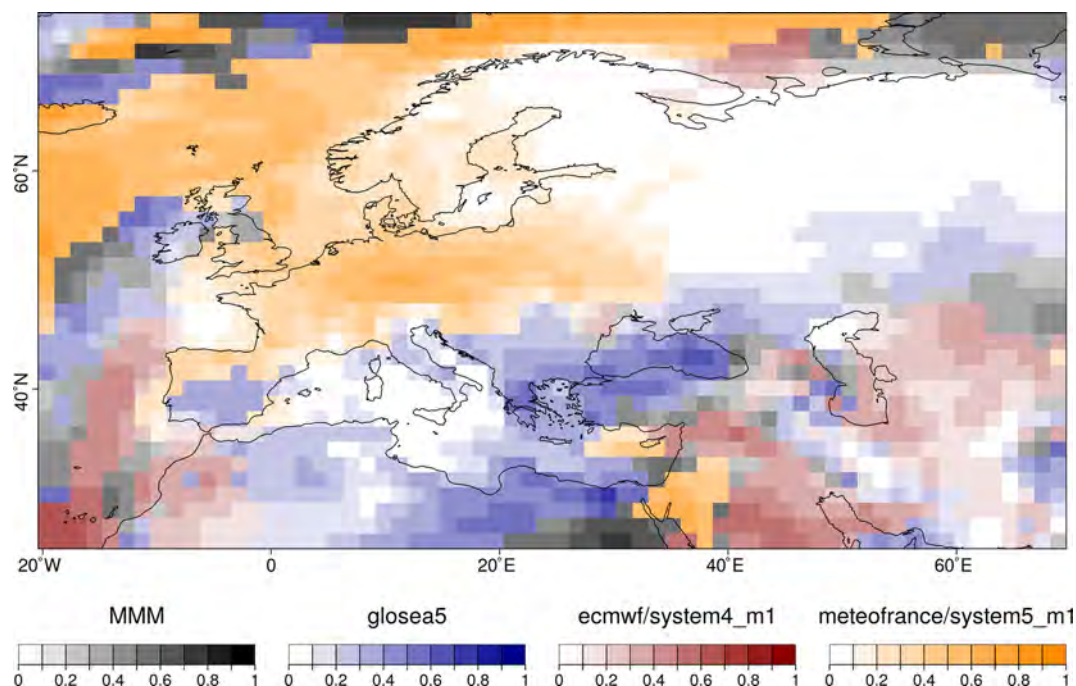 60°N
40°N
20°W 0 20°E 40°E 60°E
MMM glosea5 ecmwf/system4_m1 meteofrance/system5_m1
0 0.2 0.4 0.6 0.8 1 0 0.2 0.4 0.6 0.8 1 0 0.2 0.4 0.6 0.8 1 0 0.2 0.4 0.6 0.8 1